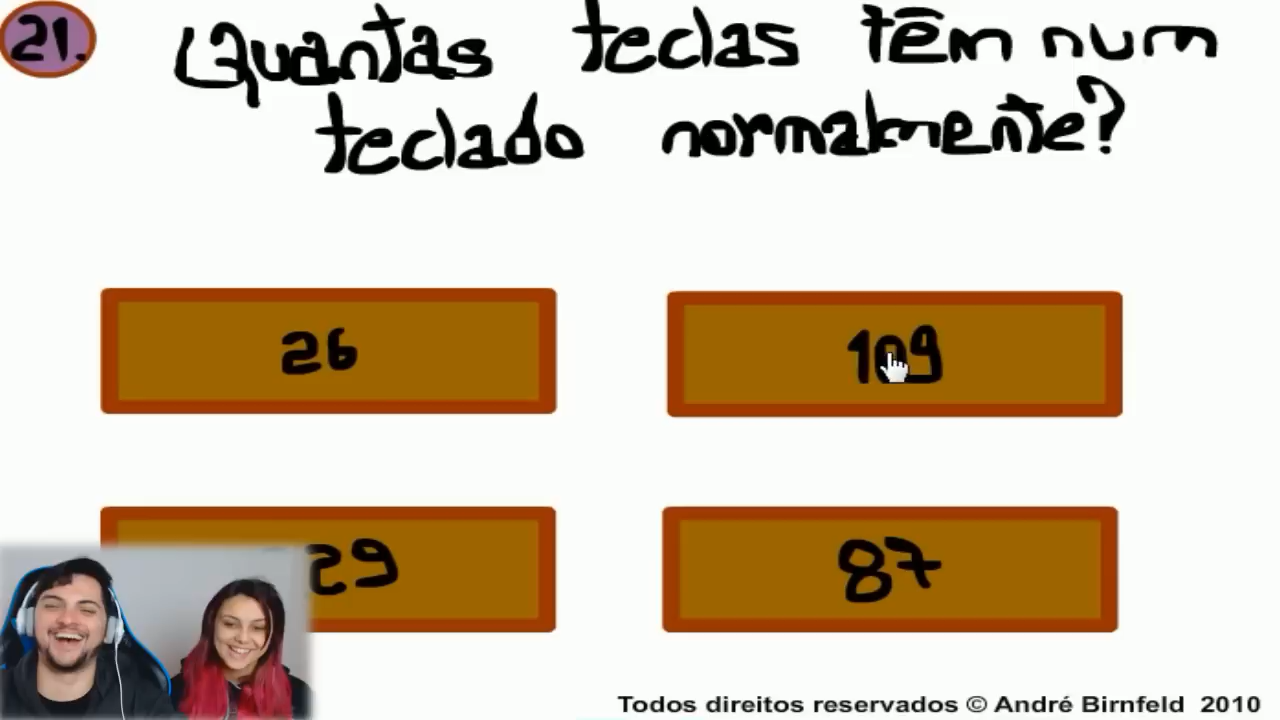 21.
¿Quantas teclas têm num
teclado normalmente?
26
109
29
87
Todos direitos reservados © André Birnfeld 2010